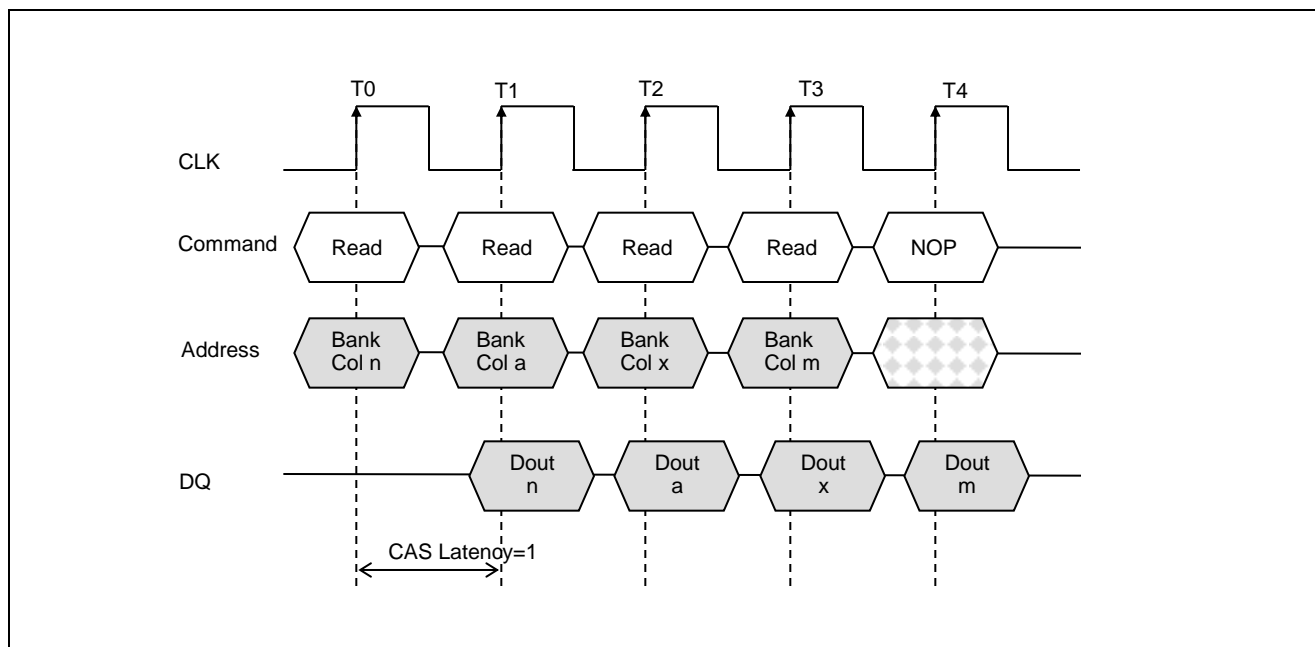 T0 T1 T2 T3 T4
CLK
Command Read Read Read Read NOP
Address
Bank Col n
Bank Col a
Bank Col x
Bank Col m
DQ
Dout n
Dout a
Dout x
Dout m
CAS Latency=1